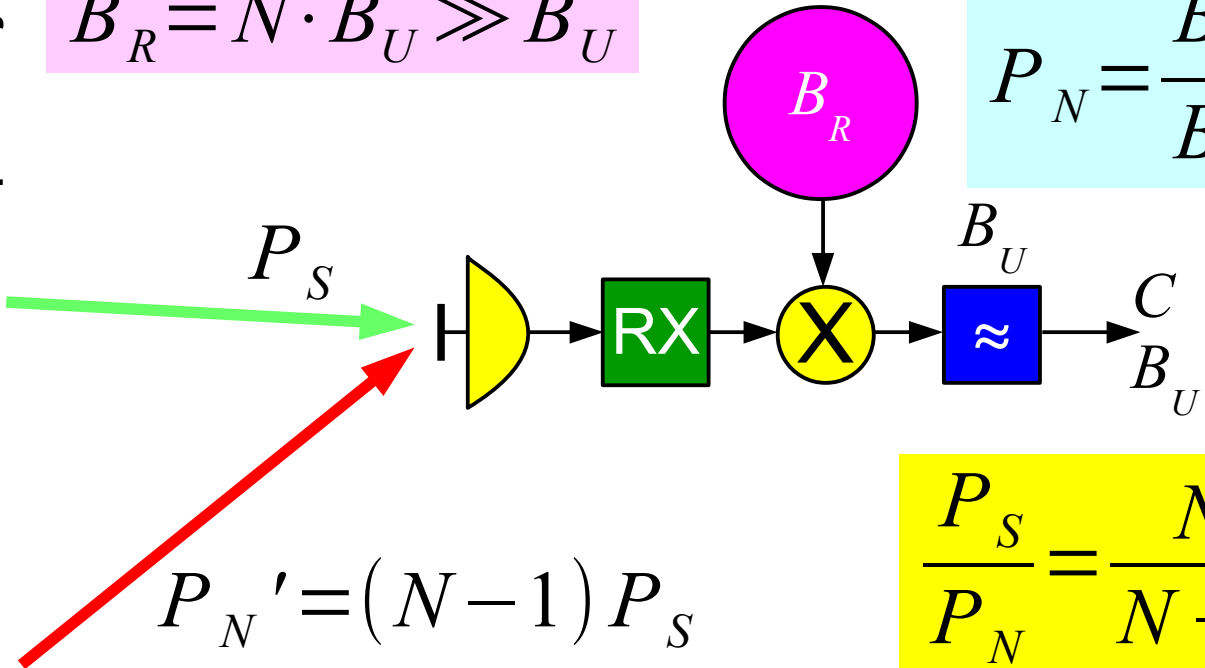 B_R = N · B_U ≫ B_U
B_R
P_N = B
B
P_S
B_U
RX
X
≈
C
B_U
P_S / P_N = N
N -
P_N' = (N − 1) P_S